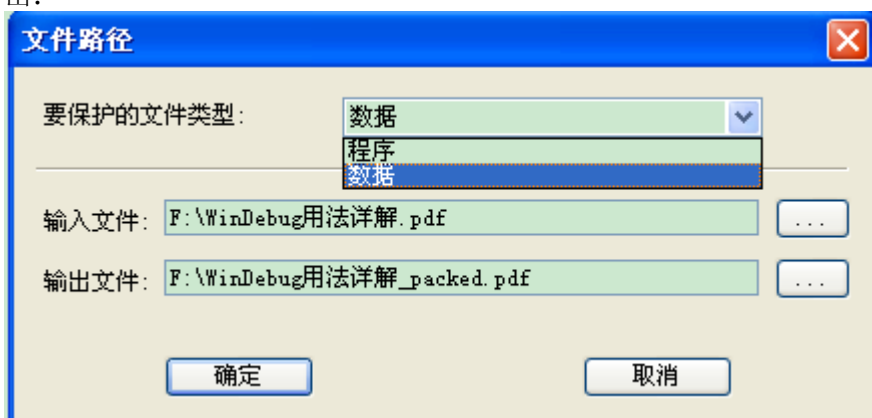 出:
文件路径
要保护的文件类型: 数据
程序
数据
输入文件: F:\WinDebug用法详解.pdf ...
输出文件: F:\WinDebug用法详解_packed.pdf ...
确定 取消